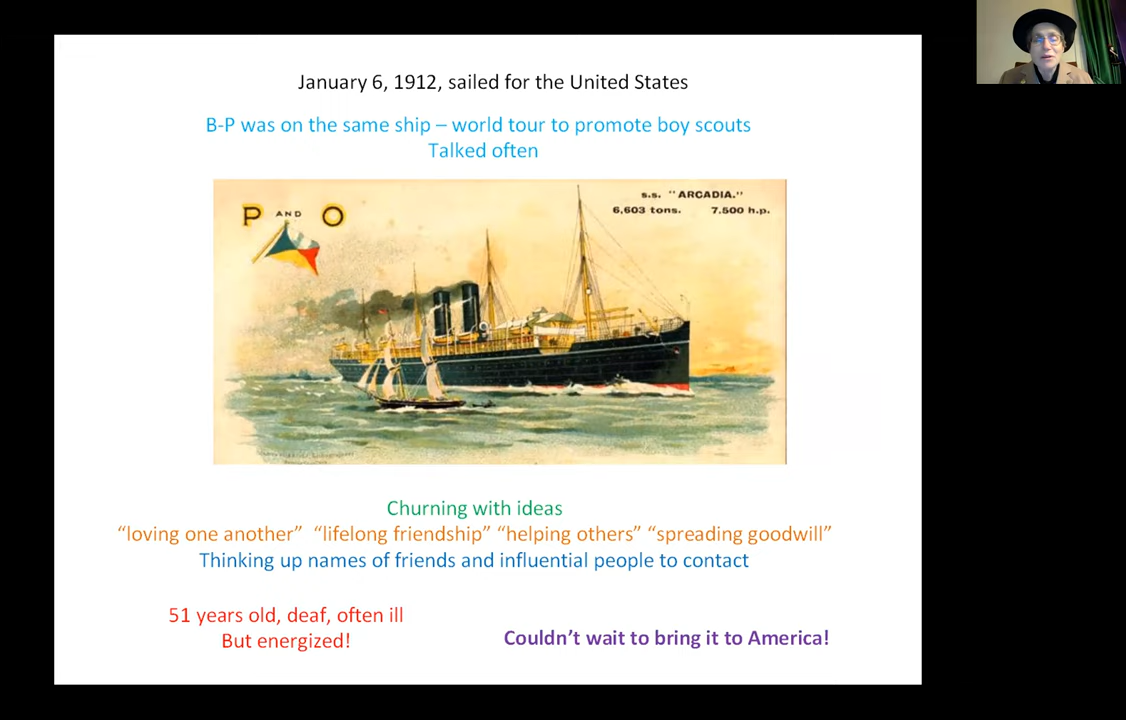 January 6, 1912, sailed for the United States
B-P was on the same ship – world tour to promote boy scouts
Talked often
P AND O
s.s. "ARCADIA."
6,603 tons. 7,500 h.p.
Churning with ideas
“loving one another” “lifelong friendship” “helping others” “spreading goodwill”
Thinking up names of friends and influential people to contact
51 years old, deaf, often ill
But energized!
Couldn’t wait to bring it to America!